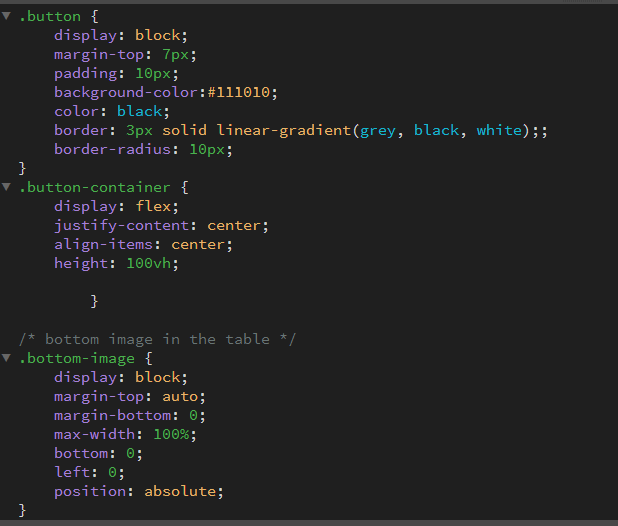 .button {
    display: block;
    margin-top: 7px;
    padding: 10px;
    background-color:#111010;
    color: black;
    border: 3px solid linear-gradient(grey, black, white);;
    border-radius: 10px;
}
.button-container {
    display: flex;
    justify-content: center;
    align-items: center;
    height: 100vh;

        }

/* bottom image in the table */
.bottom-image {
    display: block;
    margin-top: auto;
    margin-bottom: 0;
    max-width: 100%;
    bottom: 0;
    left: 0;
    position: absolute;
}